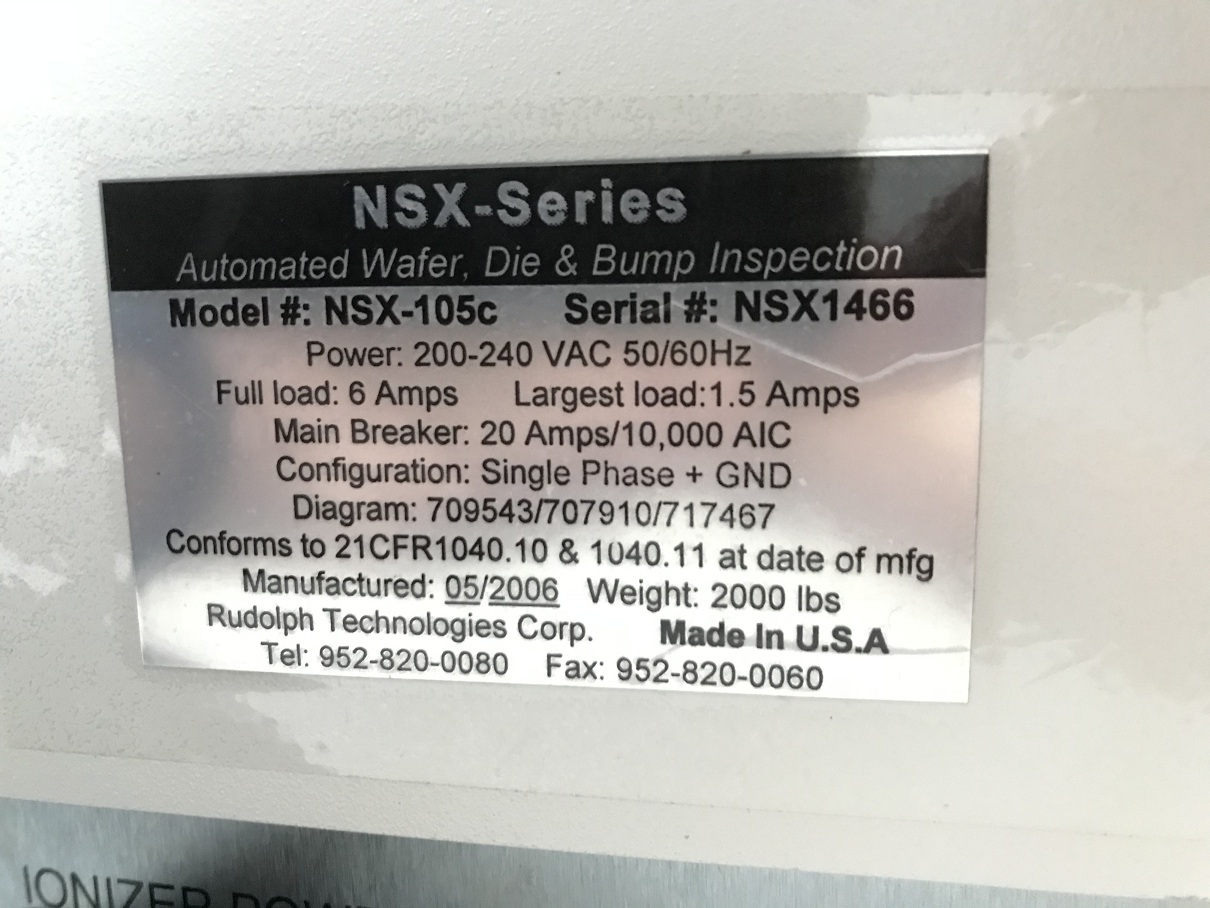 NSX-Series
Automated Wafer, Die & Bump Inspection
Model #: NSX-105c Serial #: NSX1466
Power: 200-240 VAC 50/60Hz
Full load: 6 Amps Largest load:1.5 Amps
Main Breaker: 20 Amps/10,000 AIC
Configuration: Single Phase + GND
Diagram: 709543/707910/717467
Conforms to 21CFR1040.10 & 1040.11 at date of mfg
Manufactured: 05/2006 Weight: 2000 lbs
Rudolph Technologies Corp. Made In U.S.A
Tel: 952-820-0080 Fax: 952-820-0060
IONIZER